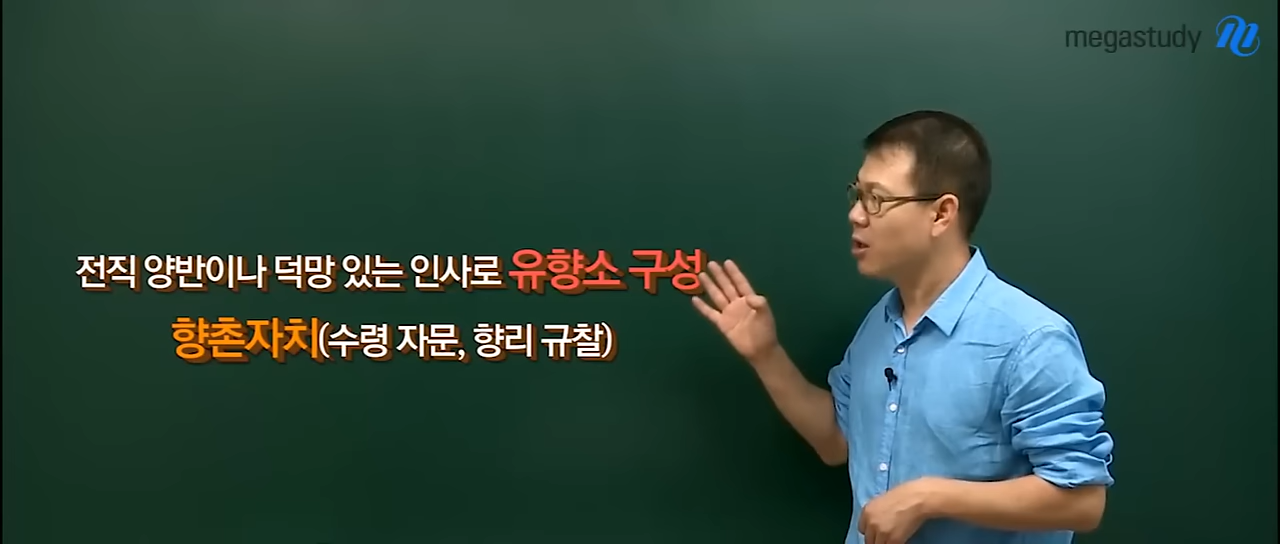 megastudy
전직 양반이나 덕망 있는 인사로 유향소 구성
향촌자치(수령 자문, 향리 규찰)